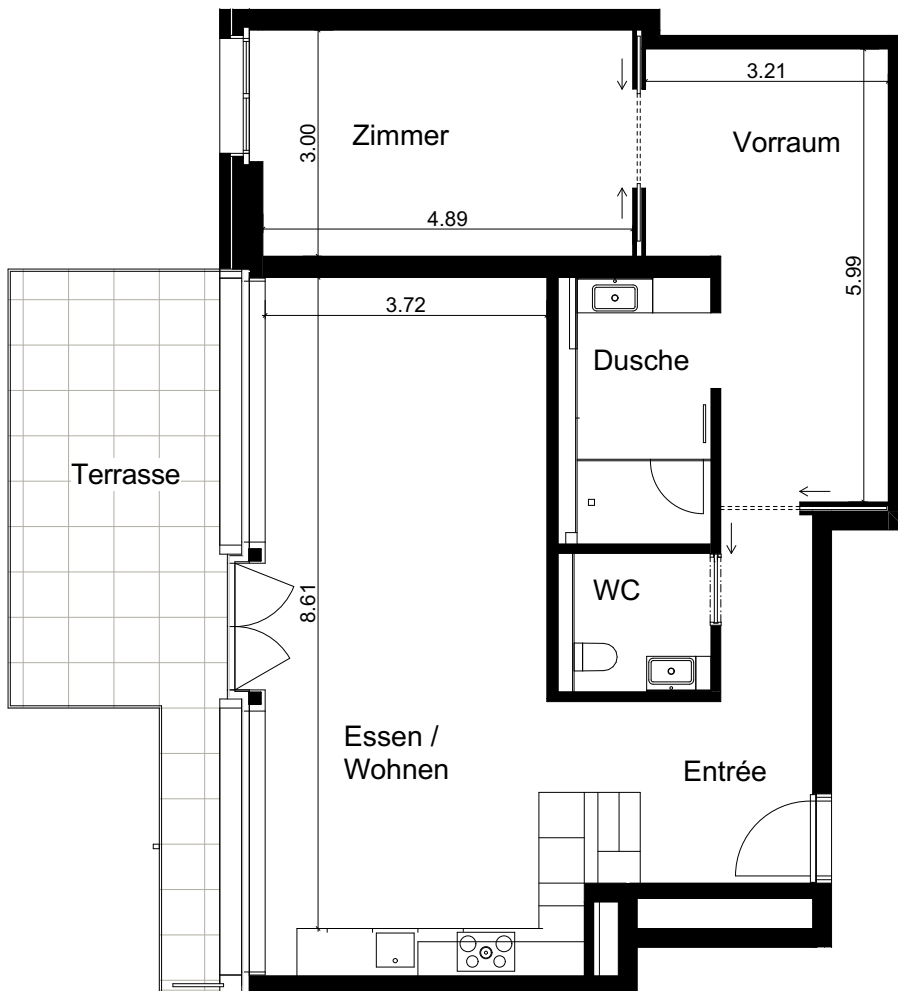 3.21
Zimmer
Vorraum
3.00
4.89
5.99
3.72
Dusche
Terrasse
WC
8.61
Essen /
Wohnen
Entrée